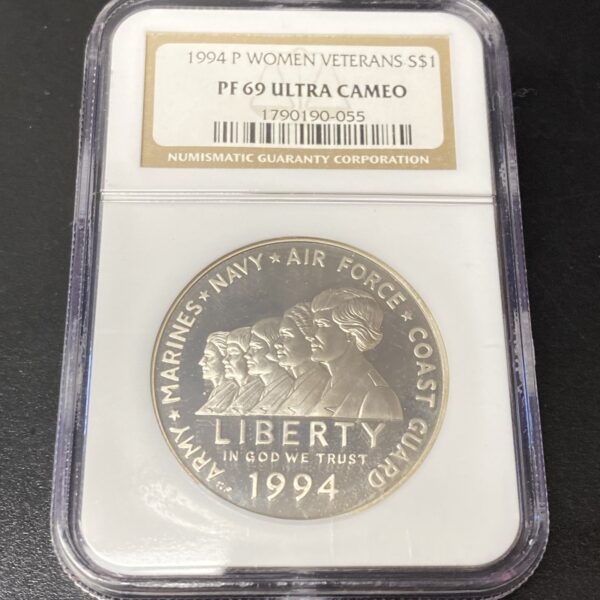 1994 P WOMEN VETERANS S$1
PF 69 ULTRA CAMEO
1790190-055
NUMISMATIC GUARANTY CORPORATION
ARMY ★ MARINES ★ NAVY ★ AIR FORCE ★ COAST GUARD
LIBERTY
IN GOD WE TRUST
1994